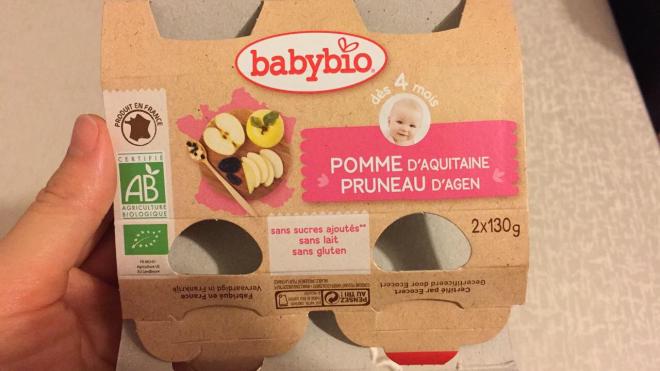 babybio
dès 4 mois
PRODUIT EN FRANCE
CERTIFIÉ
AB
AGRICULTURE
BIOLOGIQUE
POMME D'AQUITAINE
PRUNEAU D'AGEN
sans sucres ajoutés**
sans lait
sans gluten
2x130g
Fabriqué en France
Vervaardigd in Frankrijk
PENSEZ
AU TRI !
Certifié par Ecocert
Gecertificeerd door Ecocert